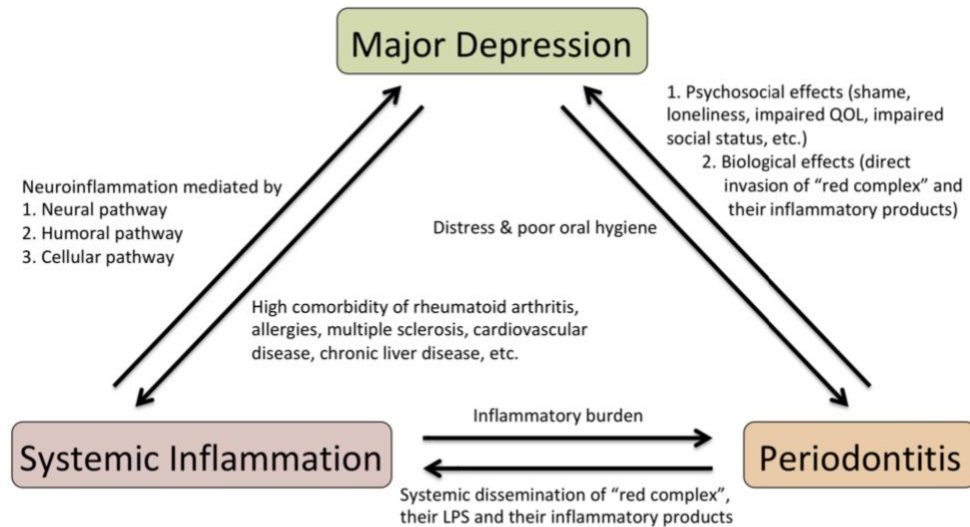 Major Depression
1. Psychosocial effects (shame,
loneliness, impaired QOL, impaired
social status, etc.)
2. Biological effects (direct
invasion of “red complex” and
their inflammatory products)
Neuroinflammation mediated by
1. Neural pathway
2. Humoral pathway
3. Cellular pathway
Distress & poor oral hygiene
High comorbidity of rheumatoid arthritis,
allergies, multiple sclerosis, cardiovascular
disease, chronic liver disease, etc.
Systemic Inflammation
Inflammatory burden
Periodontitis
Systemic dissemination of “red complex”,
their LPS and their inflammatory products